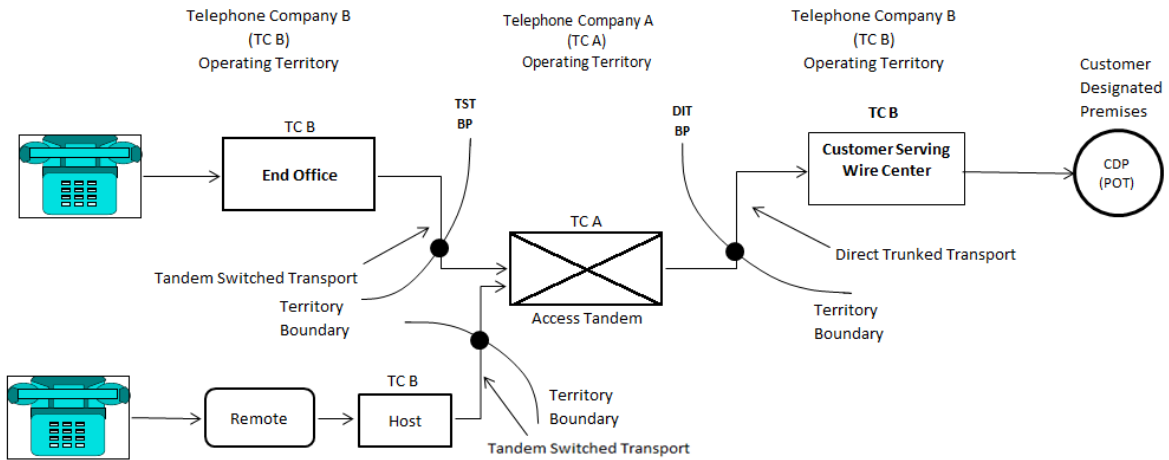 Telephone Company B
(TC B)
Operating Territory
Telephone Company A
(TC A)
Operating Territory
Telephone Company B
(TC B)
Operating Territory
Customer
Designated
Premises
TST
BP
DIT
BP
TC B
End Office
TC B
Customer Serving
Wire Center
CDP
(POT)
TC A
Tandem Switched Transport
Direct Trunked Transport
Territory
Boundary
Access Tandem
Territory
Boundary
TC B
Remote
Host
Territory
Boundary
Tandem Switched Transport